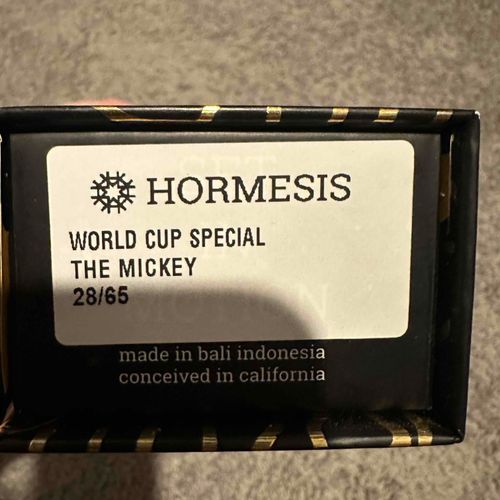 HORMESIS
WORLD CUP SPECIAL
THE MICKEY
28/65
made in bali indonesia
conceived in california